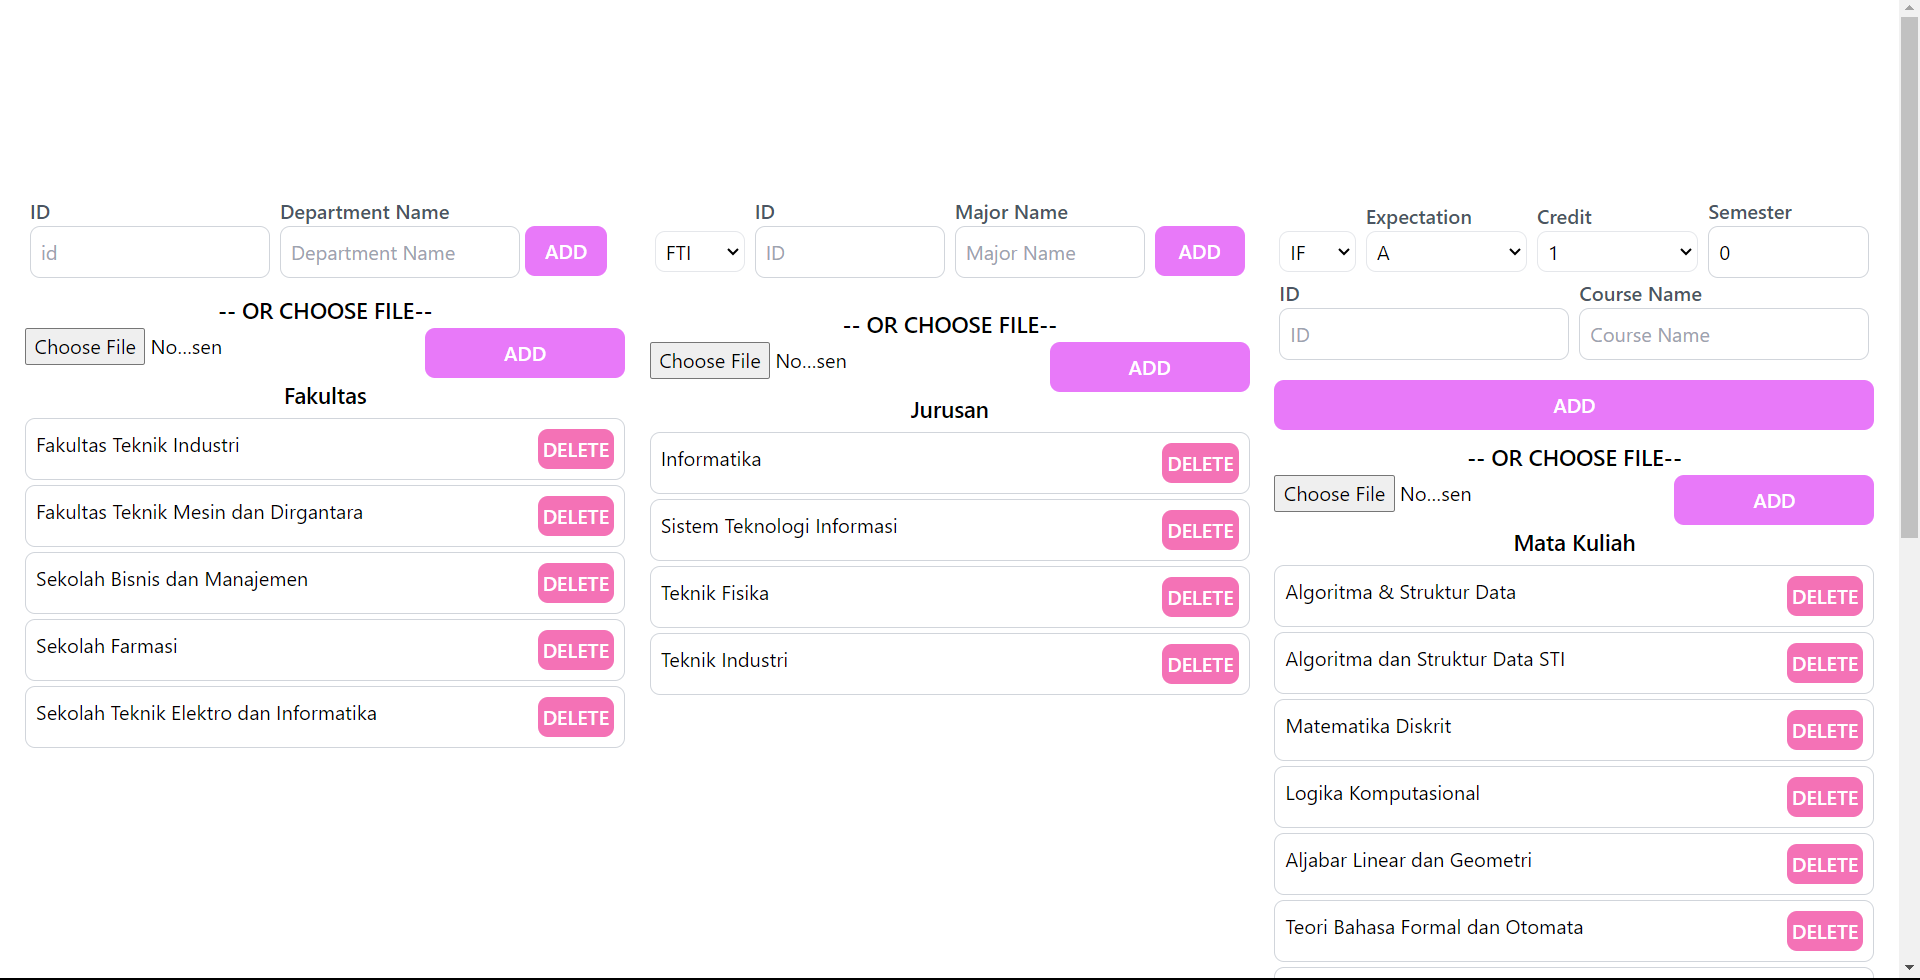 ID
Department Name
id
Department Name
ADD
-- OR CHOOSE FILE--
Choose File No...sen
ADD
Fakultas
Fakultas Teknik Industri
DELETE
Fakultas Teknik Mesin dan Dirgantara
DELETE
Sekolah Bisnis dan Manajemen
DELETE
Sekolah Farmasi
DELETE
Sekolah Teknik Elektro dan Informatika
DELETE
ID
Major Name
FTI
ID
Major Name
ADD
-- OR CHOOSE FILE--
Choose File No...sen
ADD
Jurusan
Informatika
DELETE
Sistem Teknologi Informasi
DELETE
Teknik Fisika
DELETE
Teknik Industri
DELETE
Expectation
Credit
Semester
IF
A
1
0
ID
Course Name
ID
Course Name
ADD
-- OR CHOOSE FILE--
Choose File No...sen
ADD
Mata Kuliah
Algoritma & Struktur Data
DELETE
Algoritma dan Struktur Data STI
DELETE
Matematika Diskrit
DELETE
Logika Komputasional
DELETE
Aljabar Linear dan Geometri
DELETE
Teori Bahasa Formal dan Otomata
DELETE